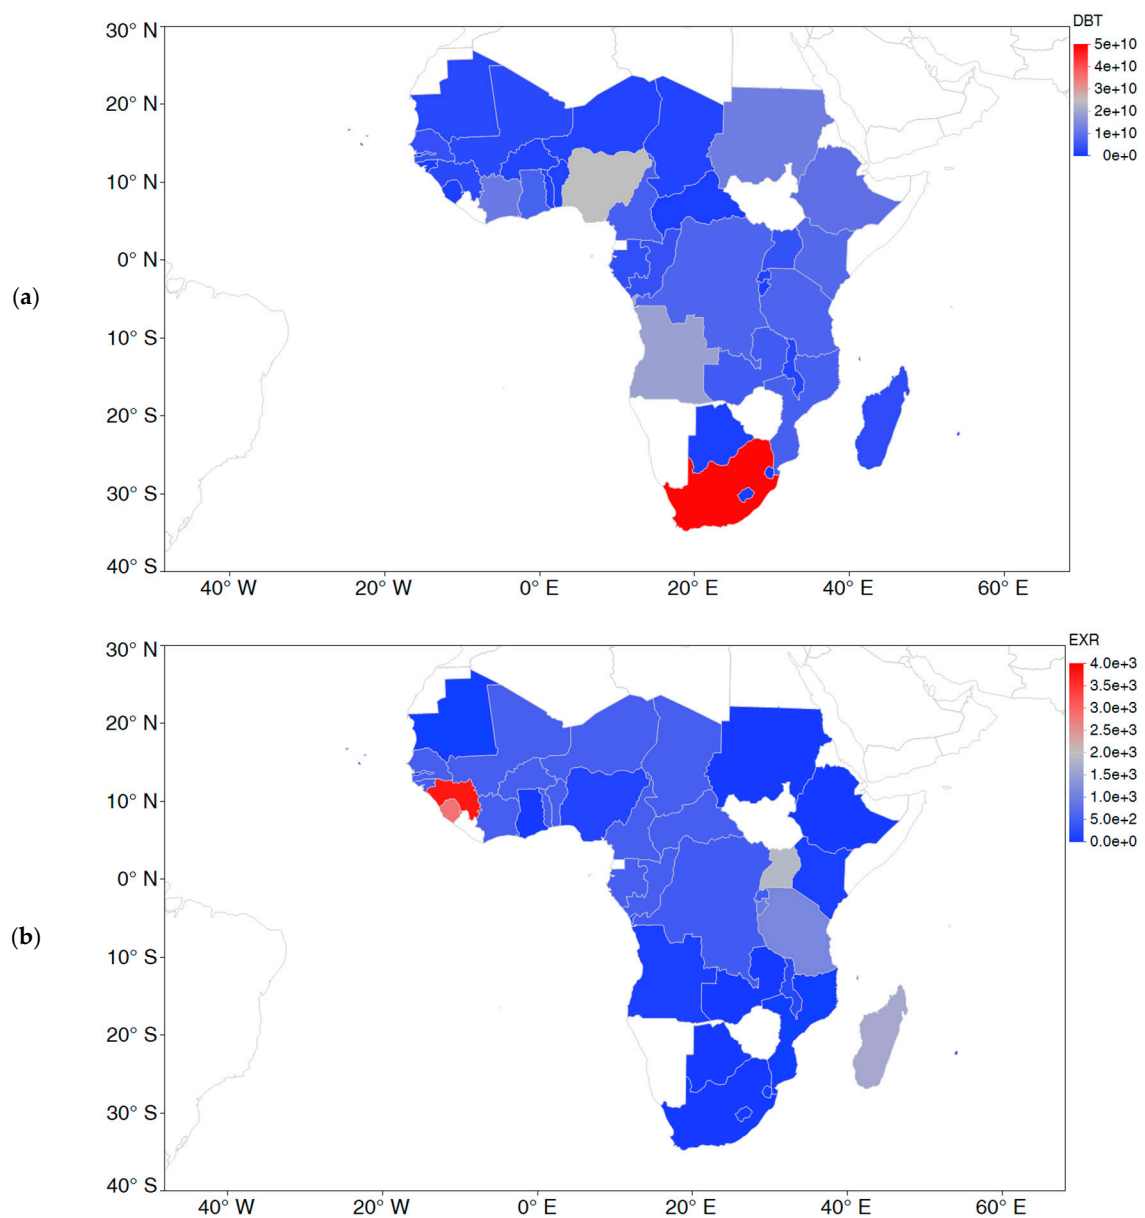 DBT
30° N
20° N
10° N
0° N
10° S
20° S
30° S
40° S
5e+10
4e+10
3e+10
2e+10
1e+10
0e+0
(a)
40° W
20° W
0° E
20° E
40° E
60° E
EXR
30° N
20° N
10° N
0° N
10° S
20° S
30° S
40° S
4.0e+3
3.5e+3
3.0e+3
2.5e+3
2.0e+3
1.5e+3
1.0e+3
5.0e+2
0.0e+0
(b)
40° W
20° W
0° E
20° E
40° E
60° E